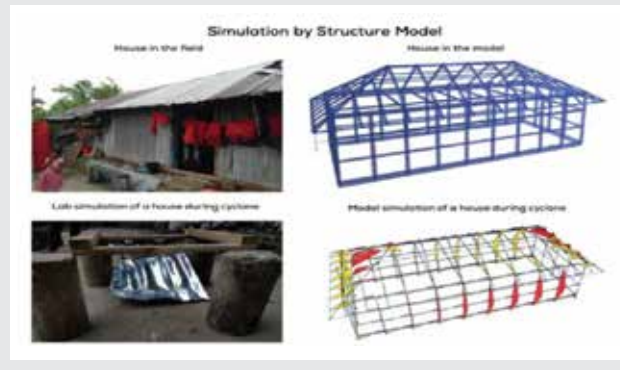 Simulation by Structure Model
House in the field
House in the model
Lab simulation of a house during cyclone
Model simulation of a house during cyclone